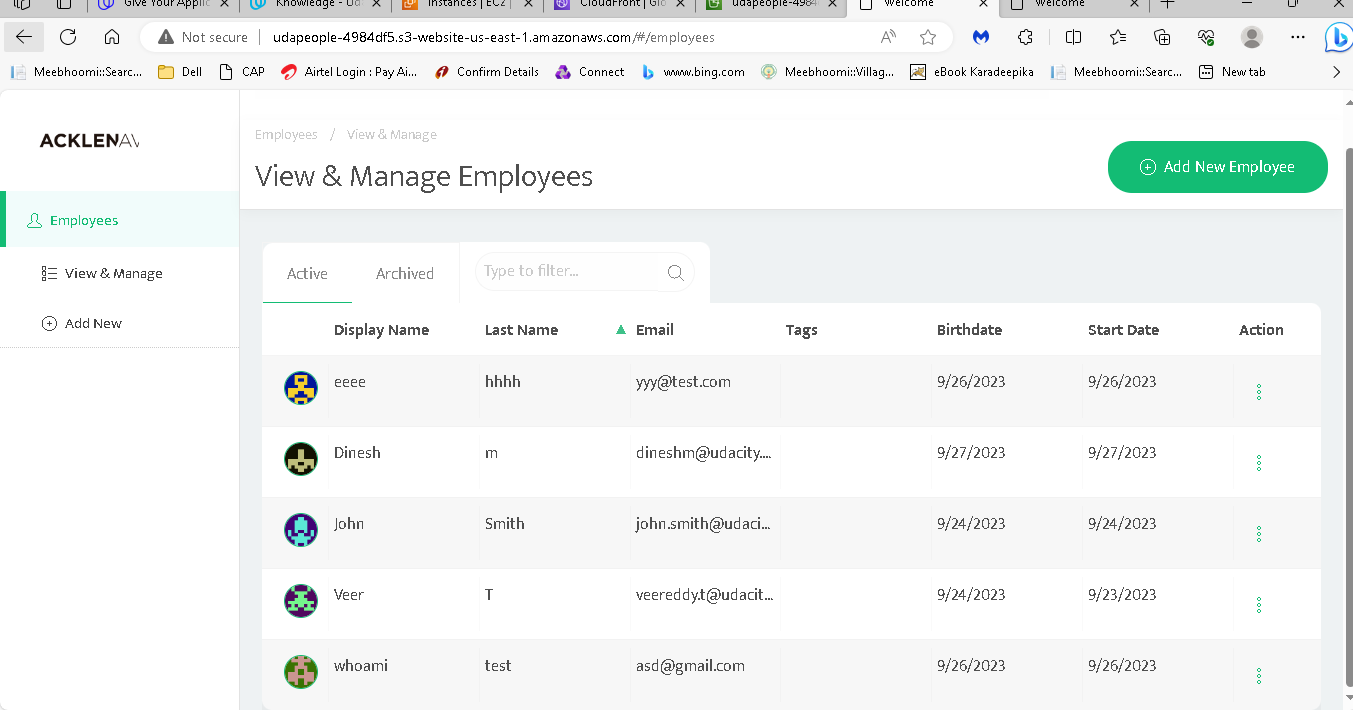 Give Your Applic Knowledge - Ud Instances | EC2 CloudFront | Glo udapeople-4984 Welcome Welcome
Not secure udapeople-4984df5.s3-website-us-east-1.amazonaws.com/#/employees
Meebhoomi::Searc... Dell CAP Airtel Login : Pay Ai... Confirm Details Connect www.bing.com Meebhoomi::Villag... eBook Karadeepika Meebhoomi::Searc... New tab
ACKLENAV
Employees / View & Manage
View & Manage Employees
Add New Employee
Employees
View & Manage
Add New
Active Archived Type to filter...
Display Name Last Name Email Tags Birthdate Start Date Action
eeee hhhh yyy@test.com 9/26/2023 9/26/2023
Dinesh m dineshm@udacity.... 9/27/2023 9/27/2023
John Smith john.smith@udaci... 9/24/2023 9/24/2023
Veer T veereddy.t@udacit... 9/24/2023 9/23/2023
whoami test asd@gmail.com 9/26/2023 9/26/2023